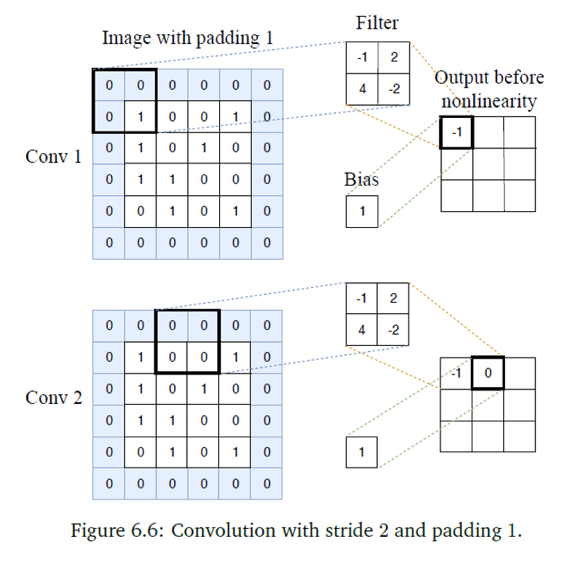 Image with padding 1
Filter
Output before
nonlinearity
Conv 1
0 0 0 0 0 0
0 1 0 0 1 0
0 1 0 1 0 0
0 1 1 0 0 0
0 0 1 0 1 0
0 0 0 0 0 0
-1 2
4 -2
Bias
1
-1
Conv 2
0 0 0 0 0 0
0 1 0 0 1 0
0 1 0 1 0 0
0 1 1 0 0 0
0 0 1 0 1 0
0 0 0 0 0 0
-1 2
4 -2
1
-1 0
Figure 6.6: Convolution with stride 2 and padding 1.